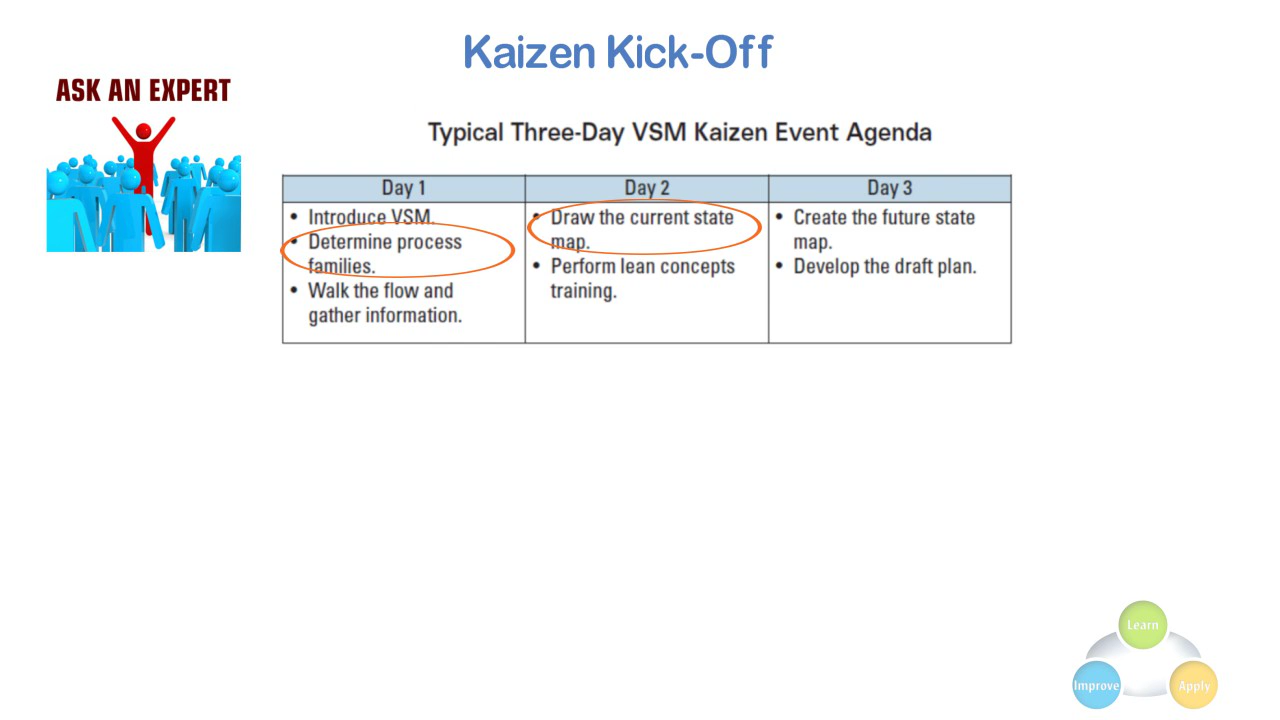 Kaizen Kick-Off
ASK AN EXPERT
Typical Three-Day VSM Kaizen Event Agenda
Day 1
• Introduce VSM.
• Determine process
families.
• Walk the flow and
gather information.
Day 2
• Draw the current state
map.
• Perform lean concepts
training.
Day 3
• Create the future state
map.
• Develop the draft plan.
Learn
Improve
Apply